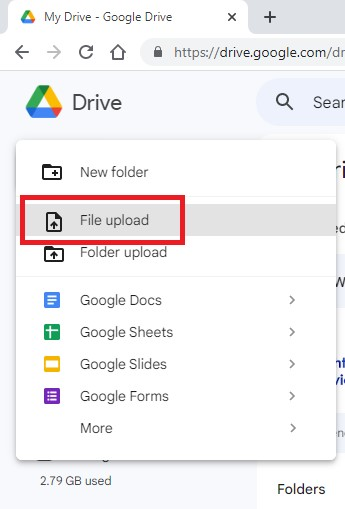 My Drive - Google Drive
https://drive.google.com/dr
Drive
Sear
New folder
File upload
Folder upload
Google Docs
Google Sheets
Google Slides
Google Forms
More
2.79 GB used
Folders